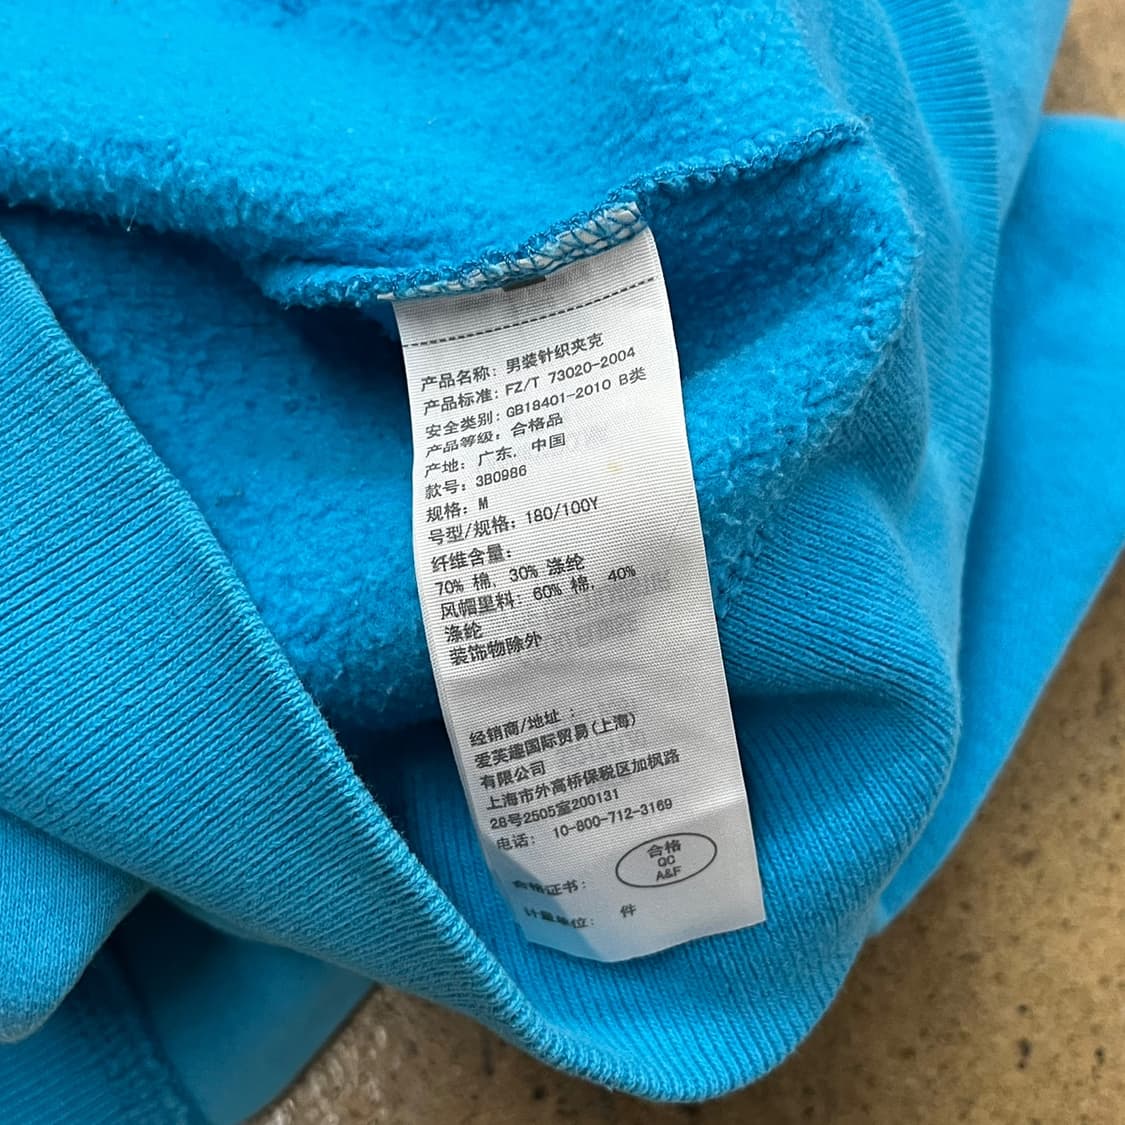 产品名称: 男装针织夹克
产品标准: FZ/T 73020-2004
安全类别: GB18401-2010 B类
产品等级: 合格品
产地: 广东, 中国
款号: 3B0986
规格: M
号型/规格: 180/100Y
纤维含量:
70% 棉, 30% 涤纶
风帽里料: 60% 棉, 40%
涤纶
装饰物除外
经销商/地址 :
爱芙趣国际贸易(上海)
有限公司
上海市外高桥保税区加枫路
28号2505室200131
电话: 10-800-712-3169
合格
QC
A&F
合格证书:
计量单位: 件